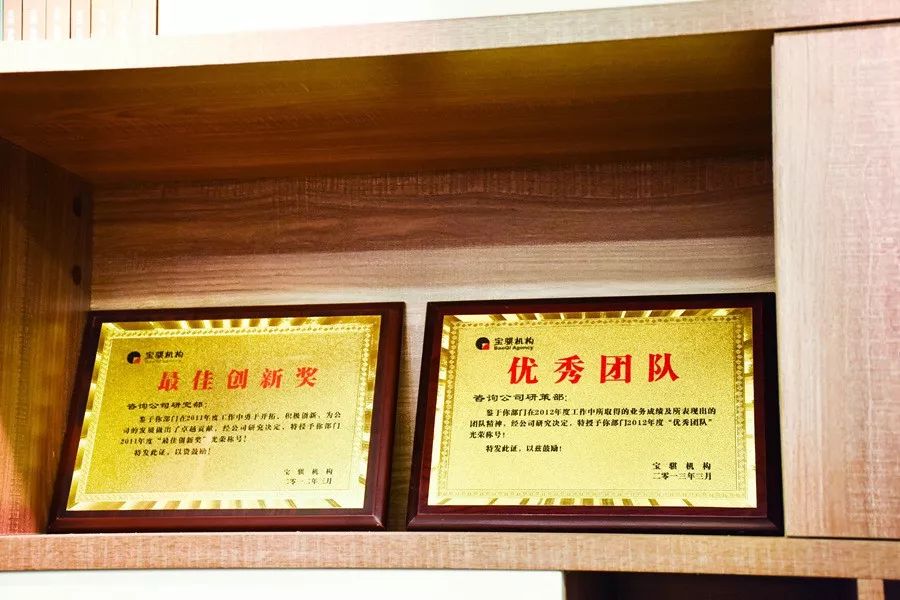 宝骐机构
BaoQi Agency
最佳创新奖
咨询公司研究部：
鉴于你部门在2011年度工作中勇于开拓、积极创新，为公
司的发展做出了卓越贡献，经公司研究决定，特授予你部门
2011年度“最佳创新奖”光荣称号！
特发此证，以资鼓励！
宝骐机构
二零一二年三月
宝骐机构
BaoQi Agency
优秀团队
咨询公司研策部：
鉴于你部门在2012年度工作中所取得的业务成绩及所表现出的
团队精神，经公司研究决定，特授予你部门2012年度“优秀团队”
光荣称号！
特发此证，以兹鼓励！
宝骐机构
二零一三年三月